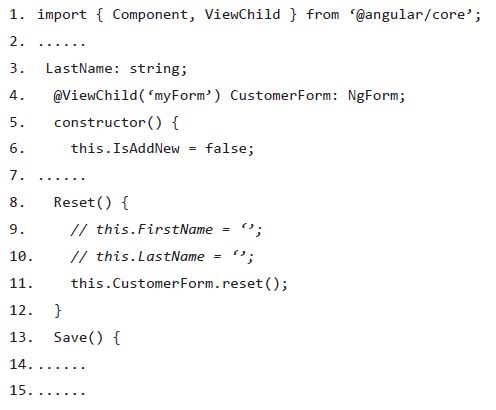 1. import { Component, ViewChild } from ‘@angular/core’;
2. ......
3. LastName: string;
4. @ViewChild(‘myForm’) CustomerForm: NgForm;
5. constructor() {
6. this.IsAddNew = false;
7. ......
8. Reset() {
9. // this.FirstName = ‘’;
10. // this.LastName = ‘’;
11. this.CustomerForm.reset();
12. }
13. Save() {
14. .......
15. .......